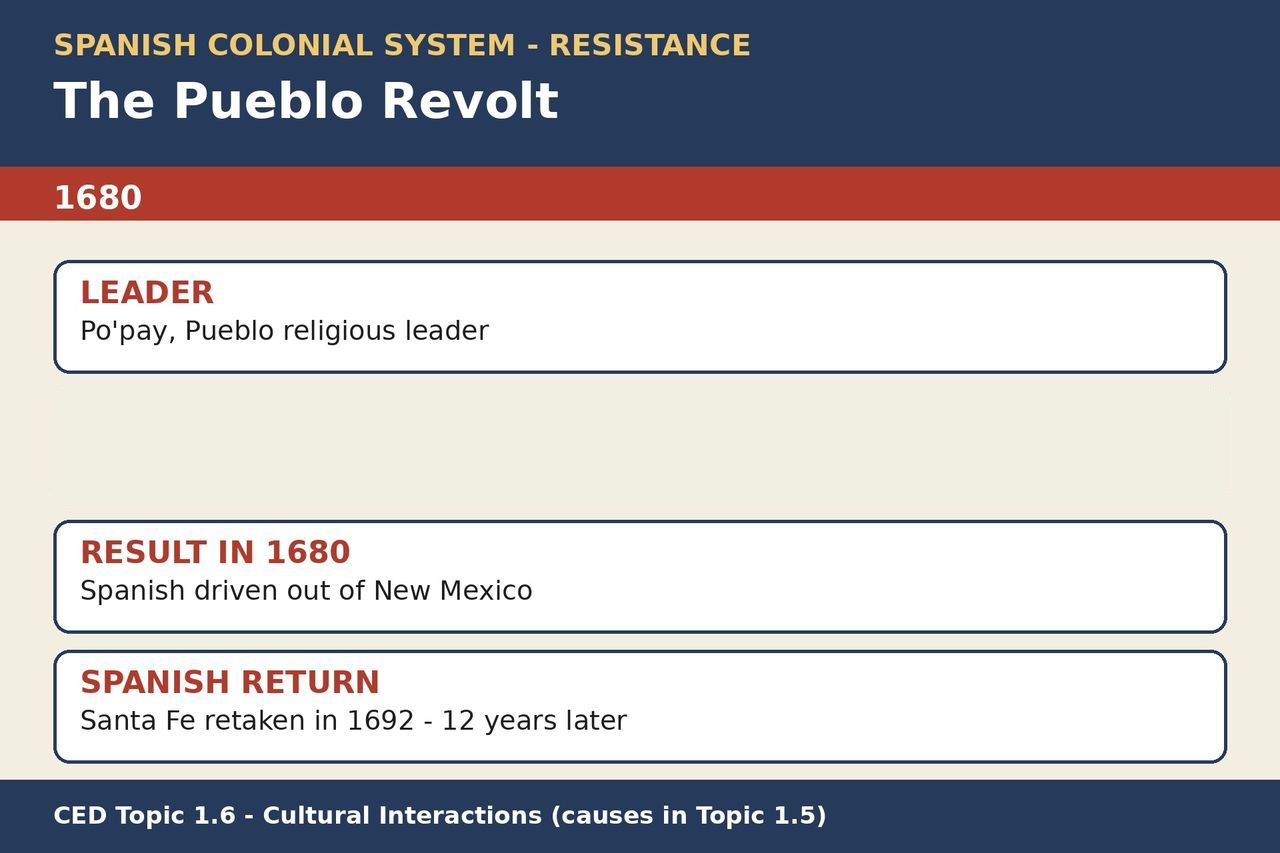 SPANISH COLONIAL SYSTEM - RESISTANCE
The Pueblo Revolt
1680
LEADER
Po'pay, Pueblo religious leader
RESULT IN 1680
Spanish driven out of New Mexico
SPANISH RETURN
Santa Fe retaken in 1692 - 12 years later
CED Topic 1.6 - Cultural Interactions (causes in Topic 1.5)